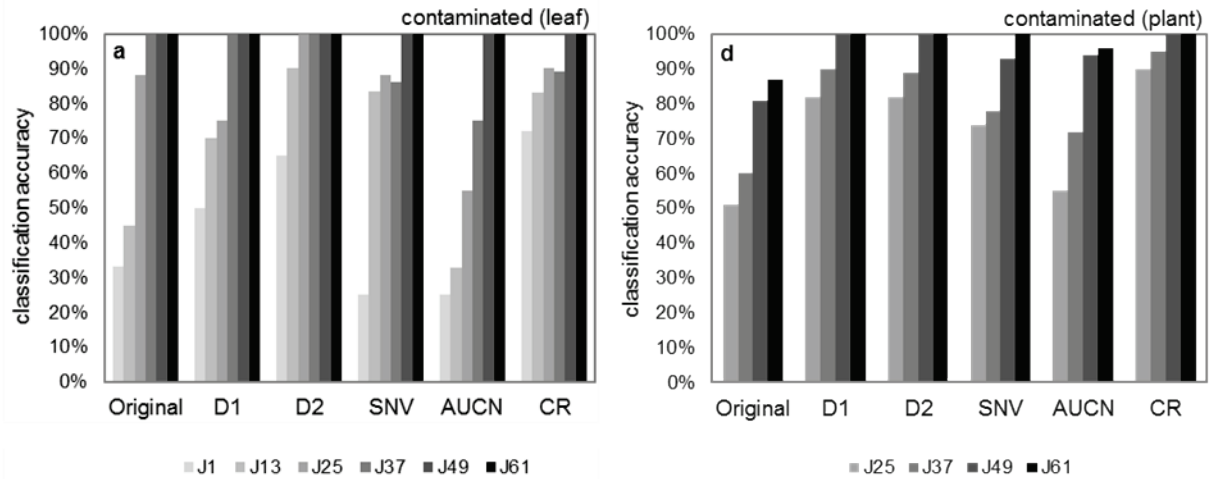 contaminated (leaf)
a
classification accuracy
100%
90%
80%
70%
60%
50%
40%
30%
20%
10%
0%
Original D1 D2 SNV AUCN CR
J1 J13 J25 J37 J49 J61
contaminated (plant)
d
classification accuracy
100%
90%
80%
70%
60%
50%
40%
30%
20%
10%
0%
Original D1 D2 SNV AUCN CR
J25 J37 J49 J61